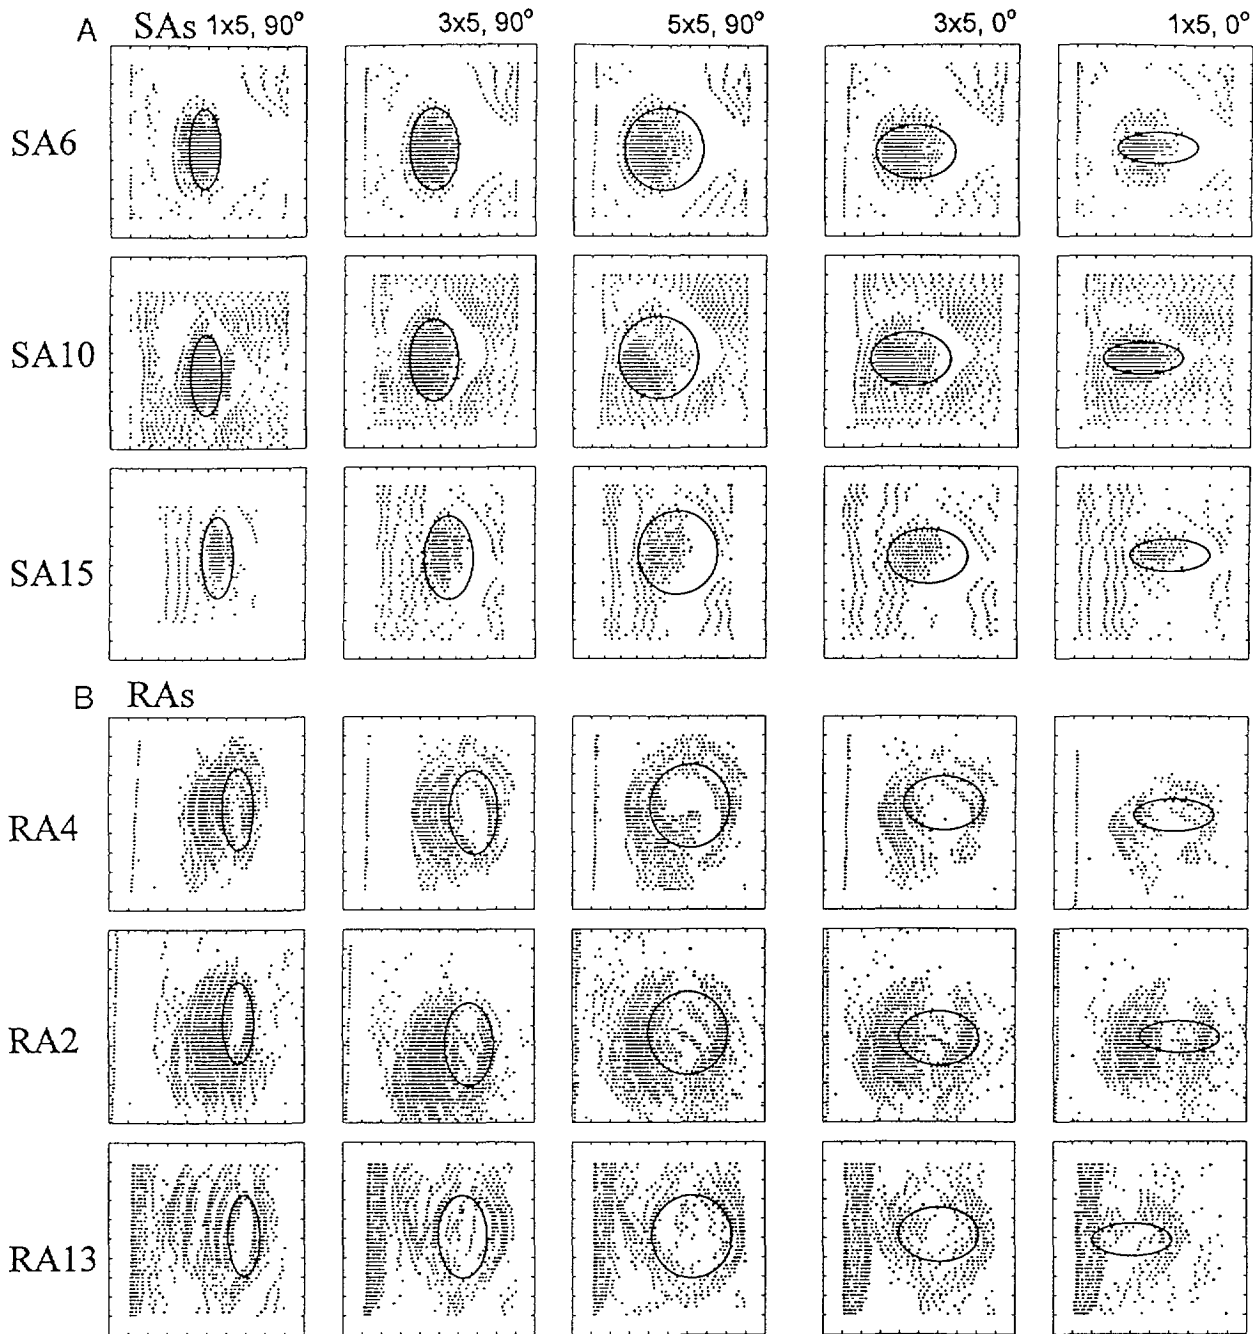 A SAs 1x5, 90° 3x5, 90° 5x5, 90° 3x5, 0° 1x5, 0°
SA6
SA10
SA15
B RAs
RA4
RA2
RA13